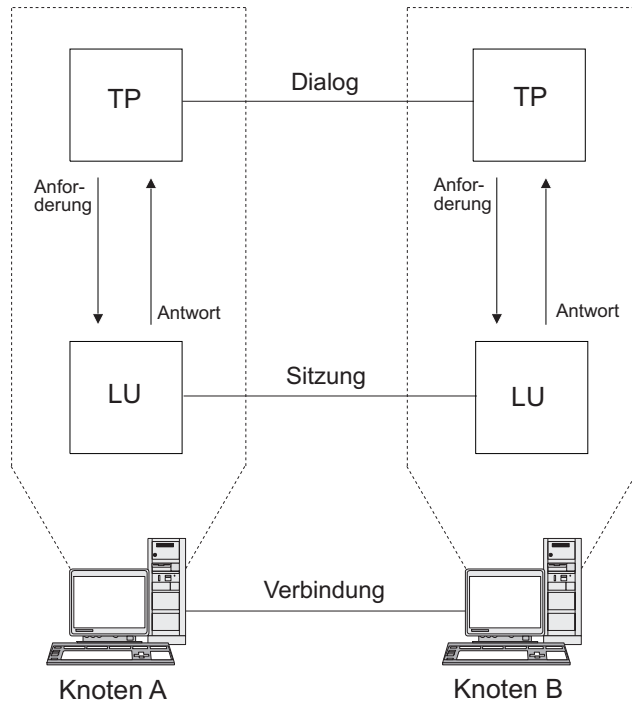 TP
Dialog
TP
Anfor-
derung
Anfor-
derung
Antwort
Antwort
LU
Sitzung
LU
Verbindung
Knoten A
Knoten B